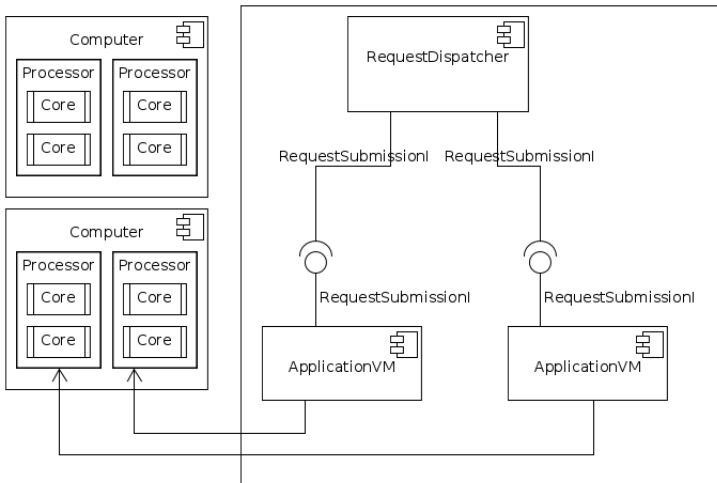 Computer
Processor Processor
Core Core
Core Core
Computer
Processor Processor
Core Core
Core Core
RequestDispatcher
RequestSubmissionI RequestSubmissionI
RequestSubmissionI RequestSubmissionI
ApplicationVM ApplicationVM